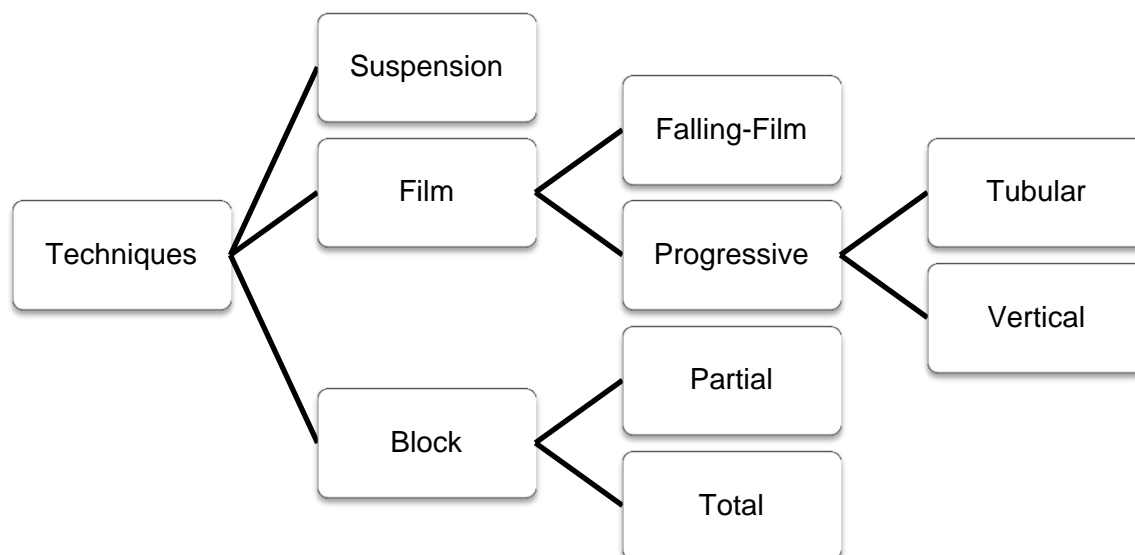 Techniques
Suspension
Film
Falling-Film
Progressive
Tubular
Vertical
Block
Partial
Total